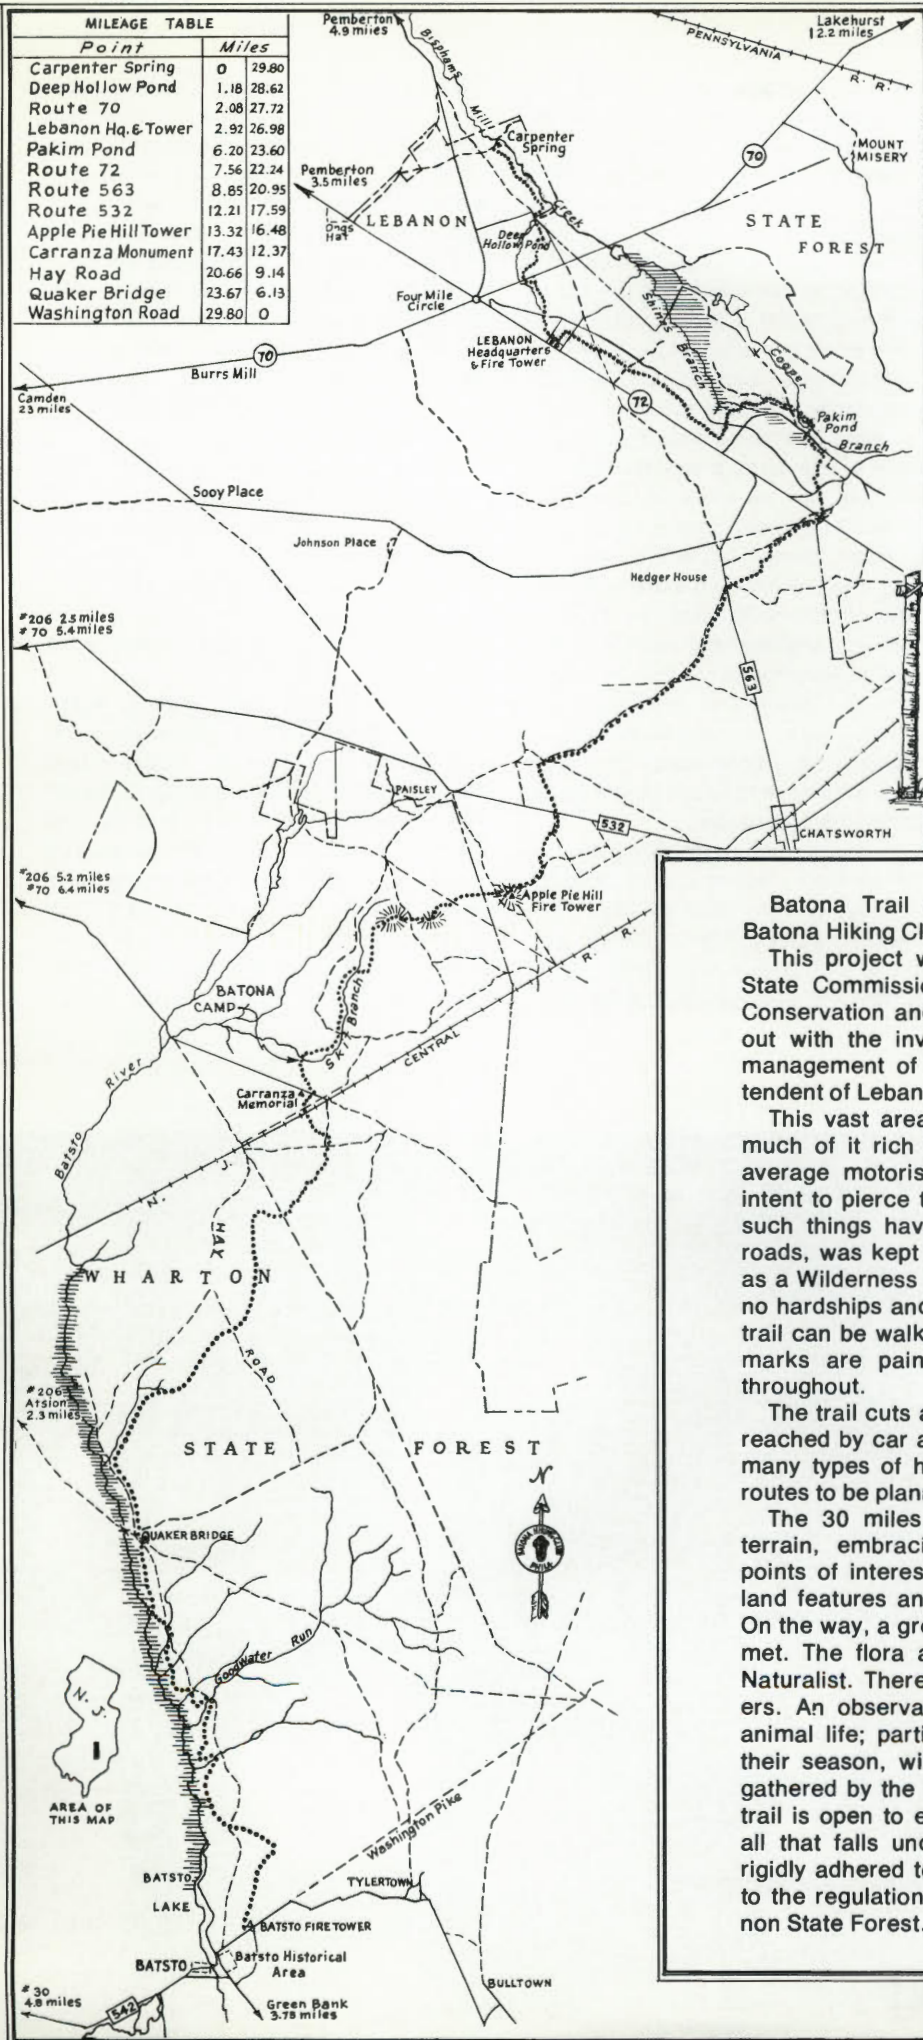 MILEAGE TABLE
Point Miles
Carpenter Spring 0 29.80
Deep Hollow Pond 1.18 28.62
Route 70 2.08 27.72
Lebanon Hq. & Tower 2.92 26.98
Pakim Pond 6.20 23.60
Route 72 7.56 22.24
Route 563 8.85 20.95
Route 532 12.21 17.59
Apple Pie Hill Tower 13.32 16.48
Carranza Monument 17.43 12.37
Hay Road 20.66 9.14
Quaker Bridge 23.67 6.13
Washington Road 29.80 0
Pemberton
4.9 miles
PENNSYLVANIA R. R.
Lakehurst
12.2 miles
Bisphams Mill Creek
Carpenter
Spring
70
MOUNT
MISERY
Pemberton
3.5 miles
Ongs
Hat
LEBANON STATE
FOREST
Deep
Hollow Pond
Four Mile
Circle
LEBANON
Headquarters
& Fire Tower
Shinns Branch
Cooper Branch
Pakim
Pond
70
Burrs Mill
72
Camden
23 miles
Sooy Place
Johnson Place
Hedger House
#206 2.5 miles
#70 5.4 miles
563
PAISLEY
532
CHATSWORTH
#206 5.2 miles
#70 6.4 miles
Apple Pie Hill
Fire Tower
BATONA
CAMP
Skit Branch
Batsto River
N. J. CENTRAL R. R.
Carranza
Memorial
HAY ROAD
WHARTON
STATE FOREST
#206
Atsion
2.3 miles
N
BATONA HIKING CLUB
PHILA.
QUAKER BRIDGE
Goodwater Run
N. J.
AREA OF
THIS MAP
Washington Pike
BATSTO
LAKE
TYLERTOWN
BATSTO FIRE TOWER
BATSTO
Batsto Historical
Area
BULLTOWN
#30
4.8 miles
542
Green Bank
3.75 miles
Batona Trail
Batona Hiking Cl
This project w
State Commissio
Conservation an
out with the inv
management of
tendent of Leban
This vast area
much of it rich
average motoris
intent to pierce t
such things hav
roads, was kept
as a Wilderness
no hardships and
trail can be walk
marks are pain
throughout.
The trail cuts a
reached by car a
many types of h
routes to be plan
The 30 miles
terrain, embraci
points of interes
land features an
On the way, a gre
met. The flora a
Naturalist. There
ers. An observa
animal life; parti
their season, wi
gathered by the
trail is open to e
all that falls und
rigidly adhered to
to the regulation
non State Forest.